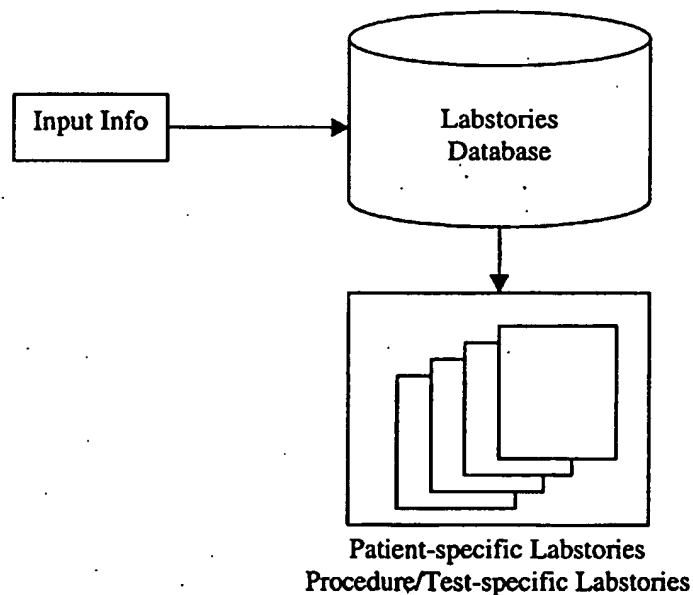 Input Info
Labstories
Database
Patient-specific Labstories
Procedure/Test-specific Labstories